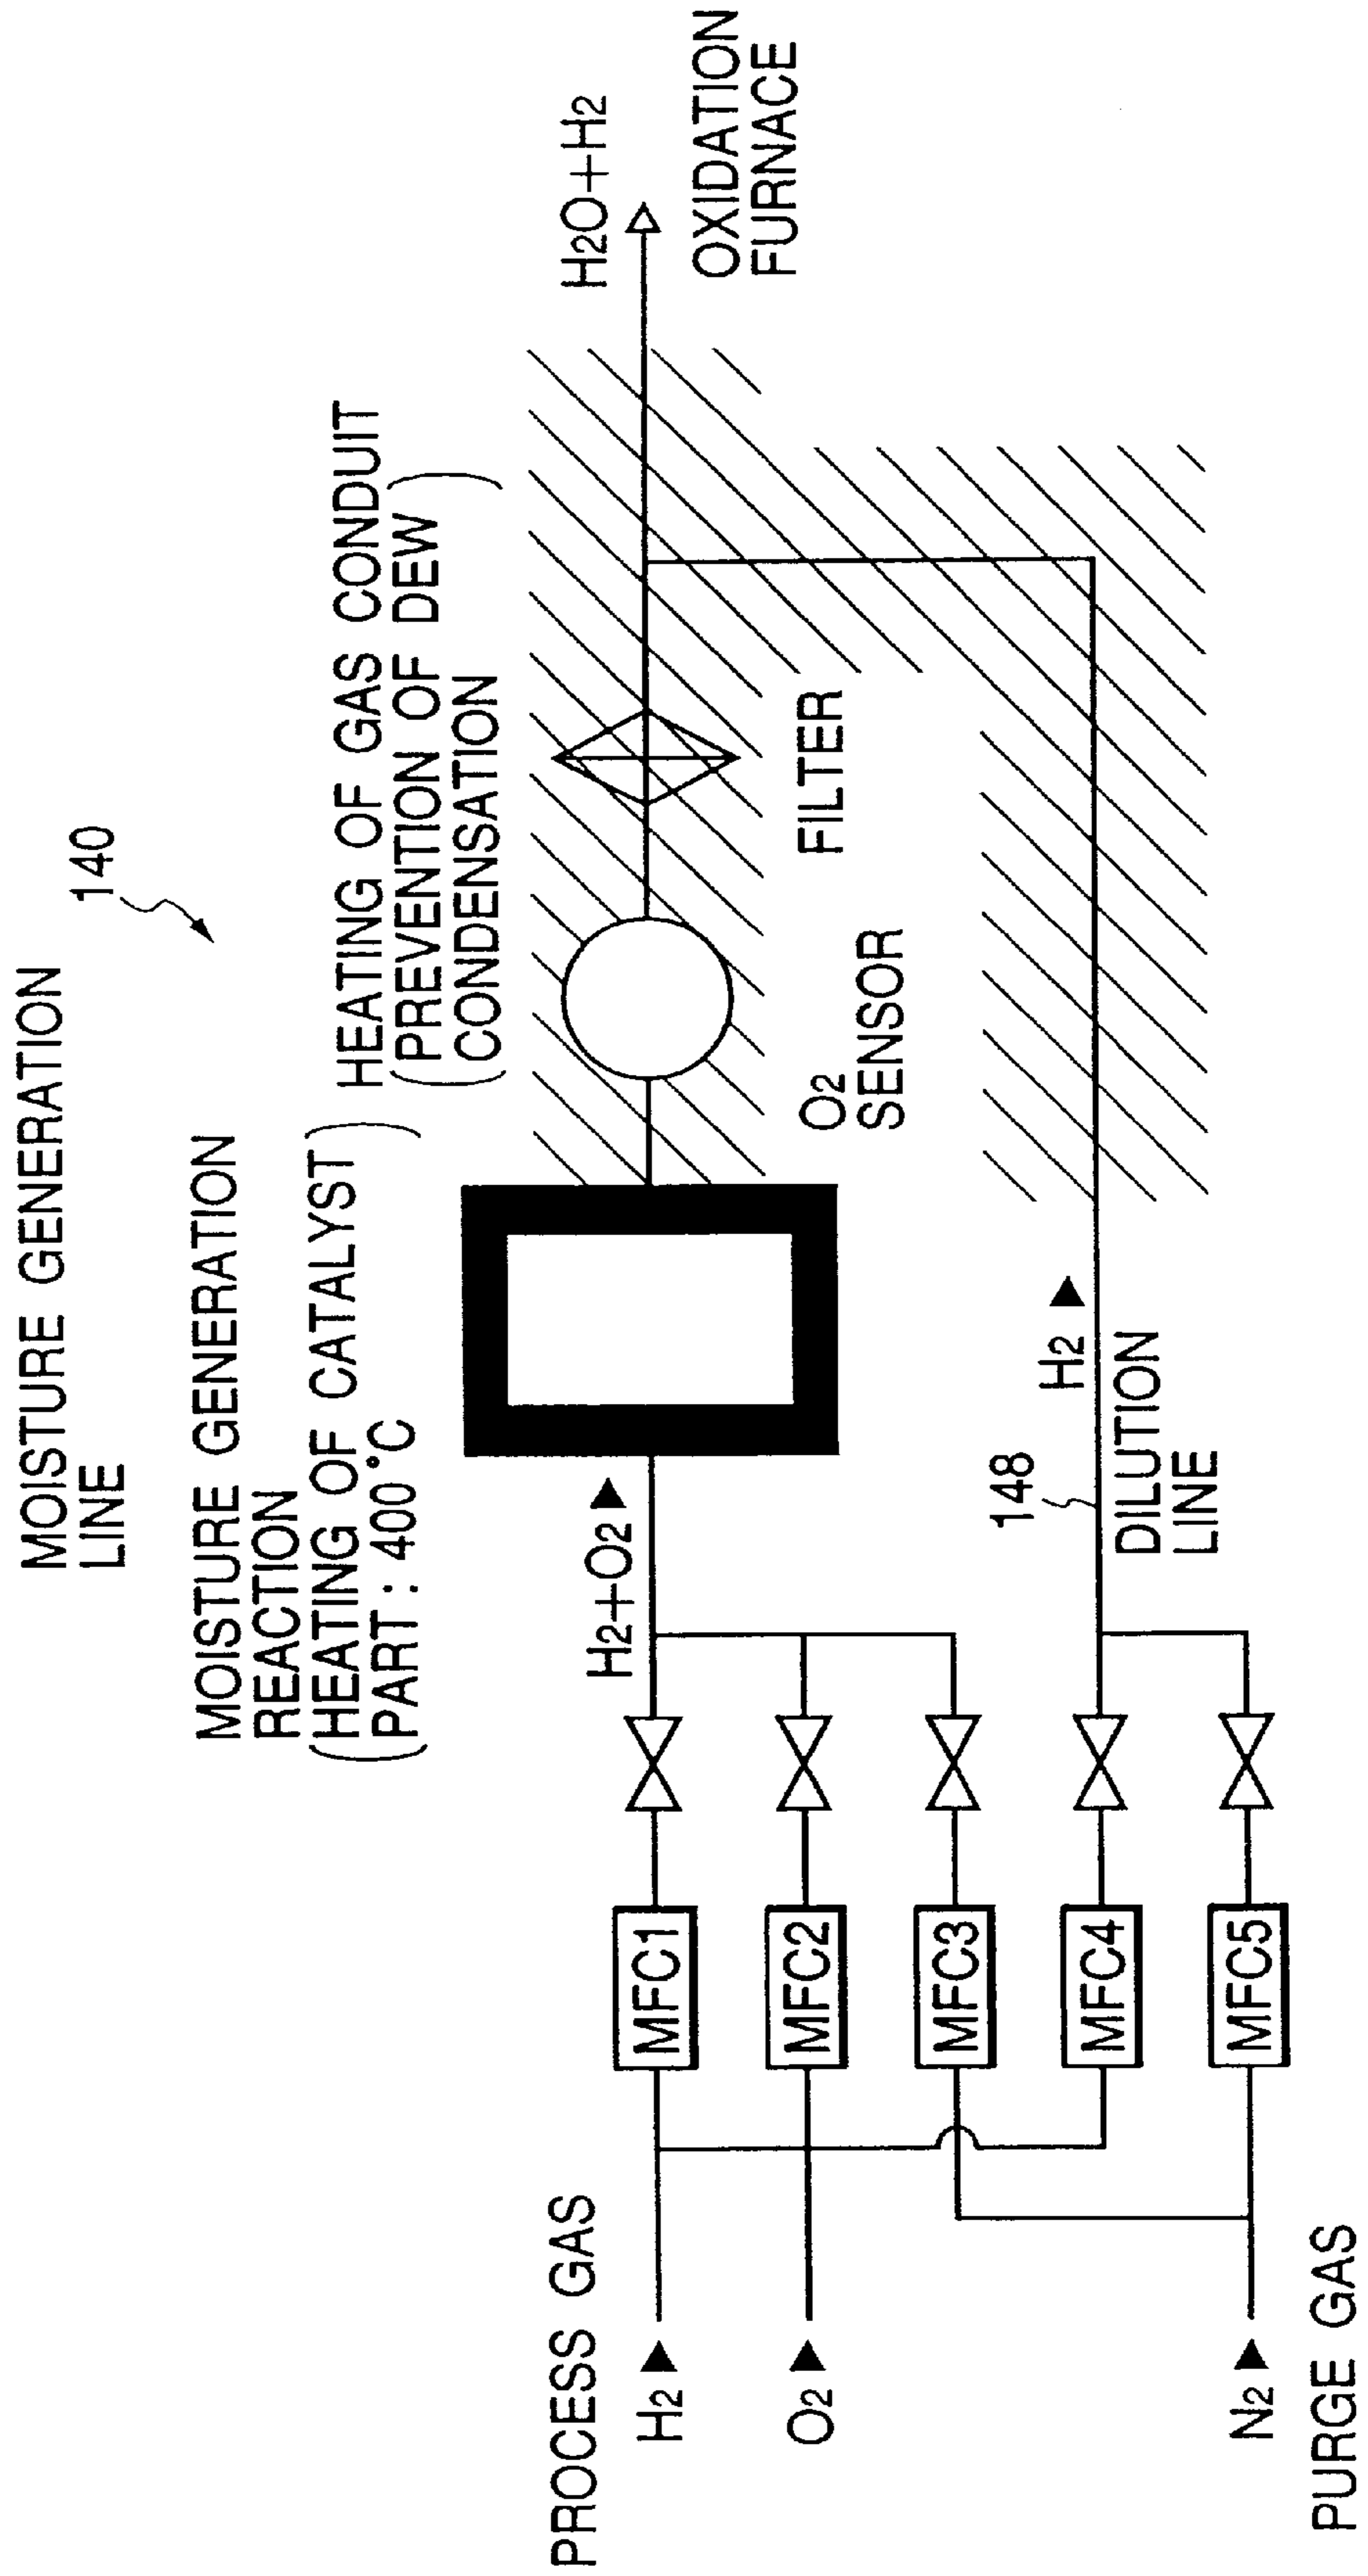 MOISTURE GENERATION
LINE
140
MOISTURE GENERATION
REACTION
(HEATING OF CATALYST
PART : 400°C)
HEATING OF GAS CONDUIT
(PREVENTION OF DEW
CONDENSATION)
PROCESS GAS
H2
O2
N2
PURGE GAS
MFC1
MFC2
MFC3
MFC4
MFC5
H2+O2
O2
SENSOR
FILTER
H2O+H2
OXIDATION
FURNACE
148
H2
DILUTION
LINE